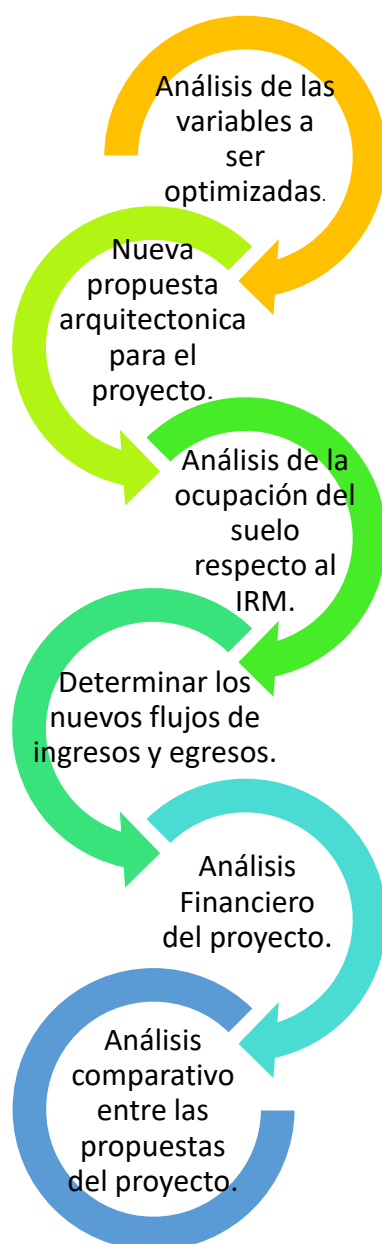 Análisis de las
variables a
ser
optimizadas.
Nueva
propuesta
arquitectonica
para el
proyecto.
Análisis de la
ocupación del
suelo
respecto al
IRM.
Determinar los
nuevos flujos de
ingresos y egresos.
Análisis
Financiero
del proyecto.
Análisis
comparativo
entre las
propuestas
del proyecto.